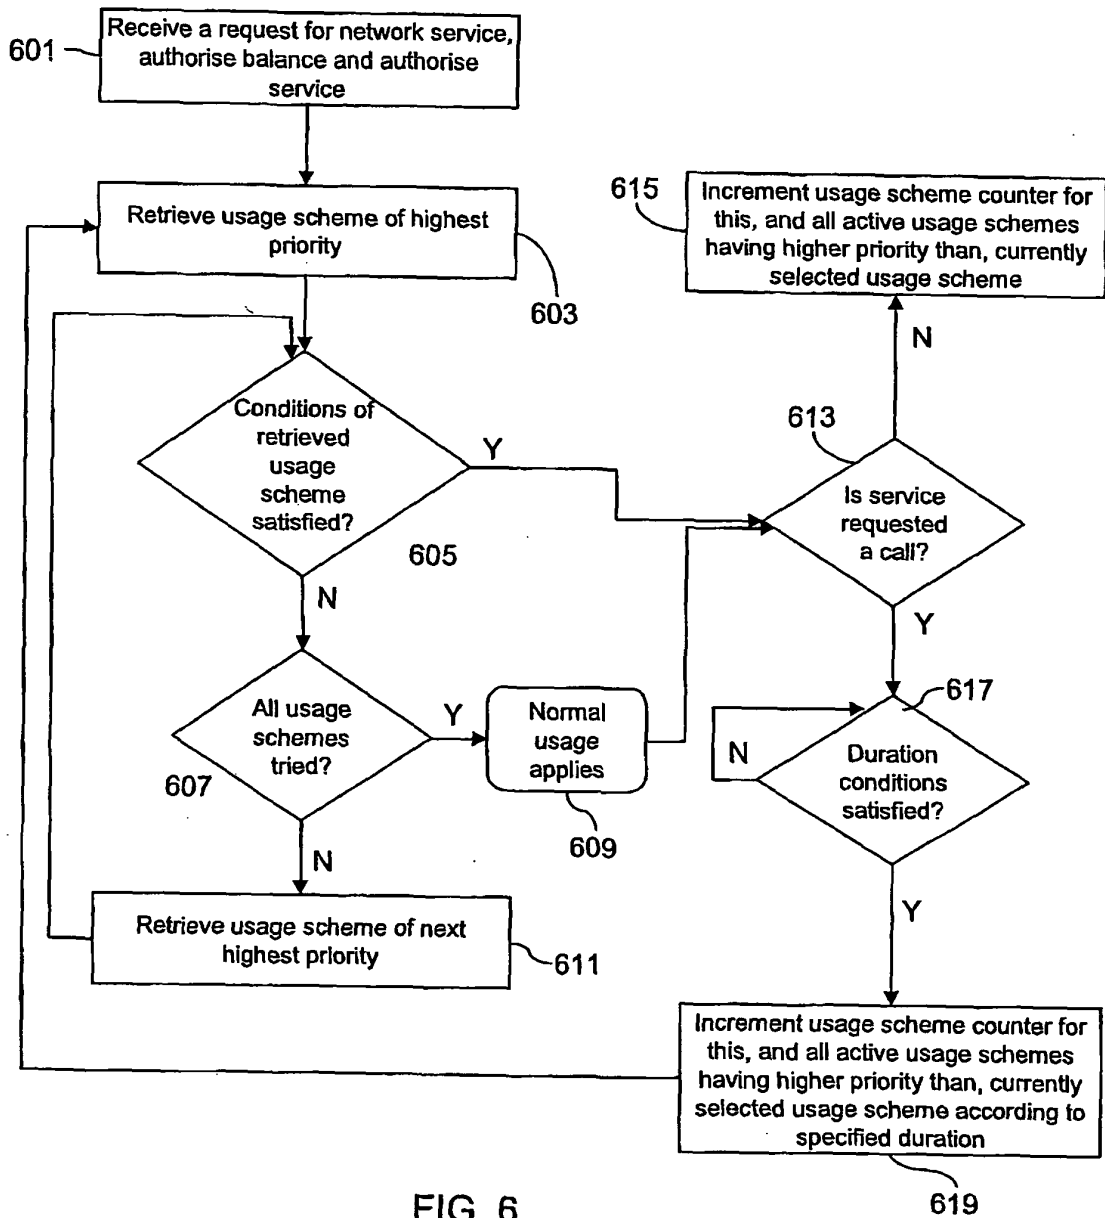 601
Receive a request for network service,
authorise balance and authorise
service
Retrieve usage scheme of highest
priority
603
Conditions of
retrieved
usage
scheme
satisfied?
605
Y
N
All usage
schemes
tried?
607
Y
N
Normal
usage
applies
609
Retrieve usage scheme of next
highest priority
611
615
Increment usage scheme counter for
this, and all active usage schemes
having higher priority than, currently
selected usage scheme
N
613
Is service
requested
a call?
Y
617
N
Duration
conditions
satisfied?
Y
Increment usage scheme counter for
this, and all active usage schemes
having higher priority than, currently
selected usage scheme according to
specified duration
619
FIG. 6